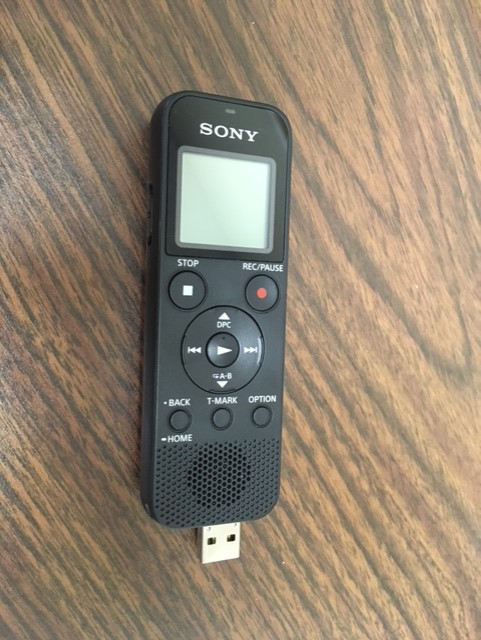 SONY
STOP
REC/PAUSE
DPC
A-B
BACK
T-MARK
OPTION
HOME